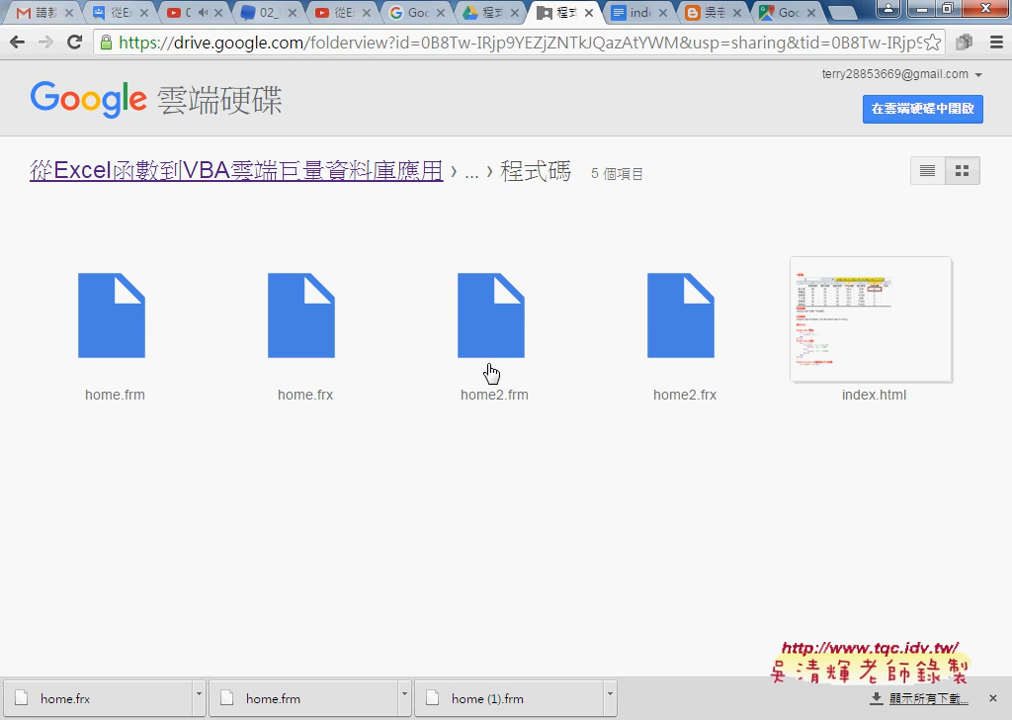 請教
從E
C
02_
從E
Goo
程式
程式
ind
吳老
Goo
https://drive.google.com/folderview?id=0B8Tw-IRjp9YEZjZNTkJQazAtYWM&usp=sharing&tid=0B8Tw-IRjp9
terry28853669@gmail.com
Google 雲端硬碟
在雲端硬碟中開啟
從Excel函數到VBA雲端巨量資料庫應用 › ... › 程式碼 5 個項目
home.frm
home.frx
home2.frm
home2.frx
index.html
http://www.tqc.idv.tw/
吳清輝老師錄製
home.frx
home.frm
home (1).frm
顯示所有下載...